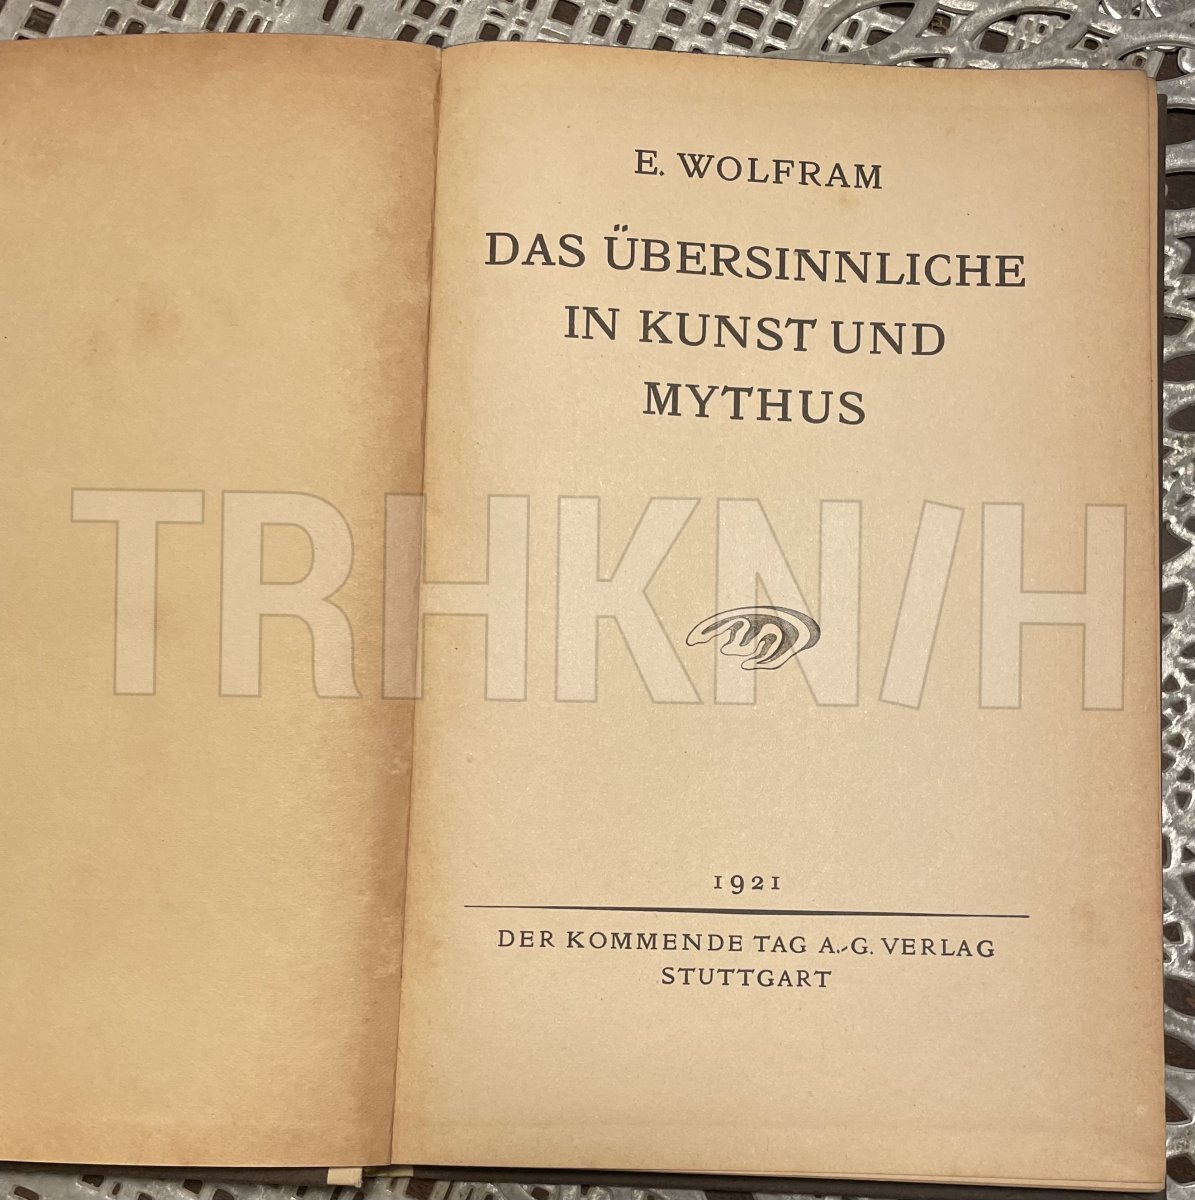 E. WOLFRAM
DAS ÜBERSINNLICHE
IN KUNST UND
MYTHUS
TRHKN/H
1921
DER KOMMENDE TAG A.-G. VERLAG
STUTTGART